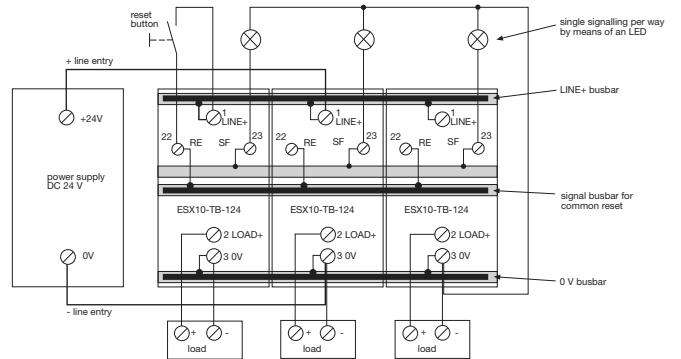 reset
button
single signalling per way
by means of an LED
+ line entry
LINE+ busbar
+24V
1
LINE+
1
LINE+
1
LINE+
22
RE
SF
23
22
RE
SF
23
22
RE
SF
23
power supply
DC 24 V
signal busbar for
common reset
ESX10-TB-124
ESX10-TB-124
ESX10-TB-124
2 LOAD+
2 LOAD+
2 LOAD+
0V
3 0V
3 0V
3 0V
0 V busbar
- line entry
+ -
load
+ -
load
+ -
load